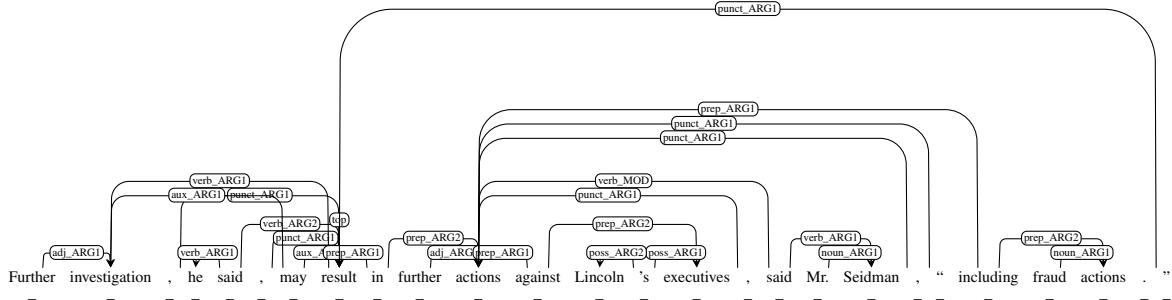 punct_ARG1
prep_ARG1
punct_ARG1
punct_ARG1
verb_ARG1 verb_MOD
aux_ARG1 punct_ARG1 punct_ARG1
top
verb_ARG2 prep_ARG2
punct_ARG1 prep_ARG2 verb_ARG1 prep_ARG2
adj_ARG1 verb_ARG1 aux_A prep_ARG1 adj_ARG prep_ARG1 poss_ARG2 poss_ARG1 noun_ARG1 noun_ARG1
Further investigation , he said , may result in further actions against Lincoln 's executives , said Mr. Seidman , “ including fraud actions . ”
_ _ _ _ _ _ _ _ _ _ _ _ _ _ _ _ _ _ _ _ _ _ _ _ _ _